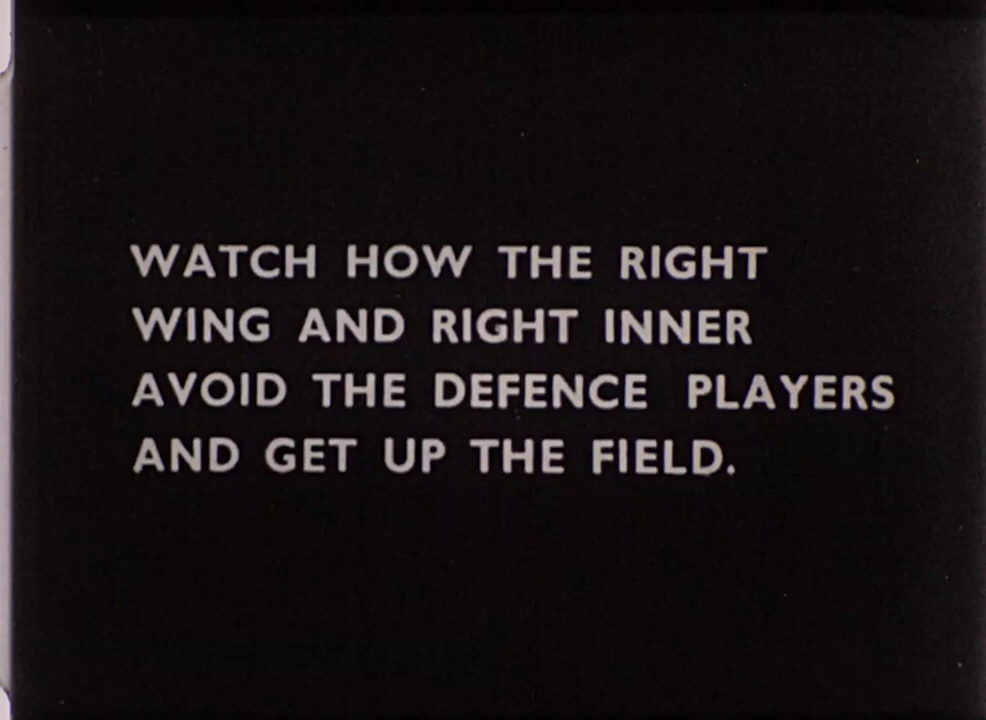 WATCH HOW THE RIGHT
WING AND RIGHT INNER
AVOID THE DEFENCE PLAYERS
AND GET UP THE FIELD.